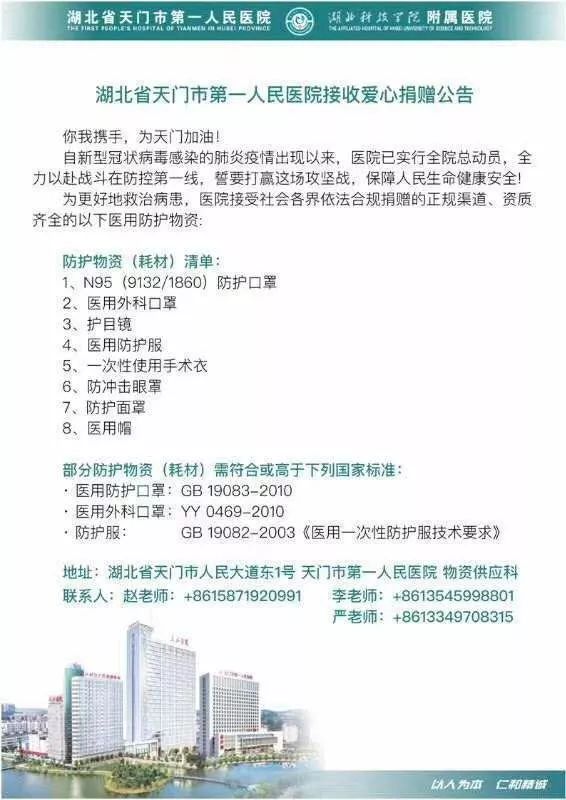 湖北省天门市第一人民医院 湖北科技学院 附属医院
THE FIRST PEOPLE'S HOSPITAL OF TIANMEN IN HUBEI PROVINCE THE AFFILIATED HOSPITAL OF HUBEI UNIVERSITY OF SCIENCE AND TECHNOLOGY
湖北省天门市第一人民医院接收爱心捐赠公告
你我携手，为天门加油！
自新型冠状病毒感染的肺炎疫情出现以来，医院已实行全院总动员，全
力以赴战斗在防控第一线，誓要打赢这场攻坚战，保障人民生命健康安全！
为更好地救治病患，医院接受社会各界依法合规捐赠的正规渠道、资质
齐全的以下医用防护物资：
防护物资（耗材）清单：
1、N95（9132/1860）防护口罩
2、医用外科口罩
3、护目镜
4、医用防护服
5、一次性使用手术衣
6、防冲击眼罩
7、防护面罩
8、医用帽
部分防护物资（耗材）需符合或高于下列国家标准：
· 医用防护口罩：GB 19083-2010
· 医用外科口罩：YY 0469-2010
· 防护服： GB 19082-2003《医用一次性防护服技术要求》
地址：湖北省天门市人民大道东1号 天门市第一人民医院 物资供应科
联系人：赵老师：+8615871920991 李老师：+8613545998801
严老师：+8613349708315
以人为本 仁和精诚